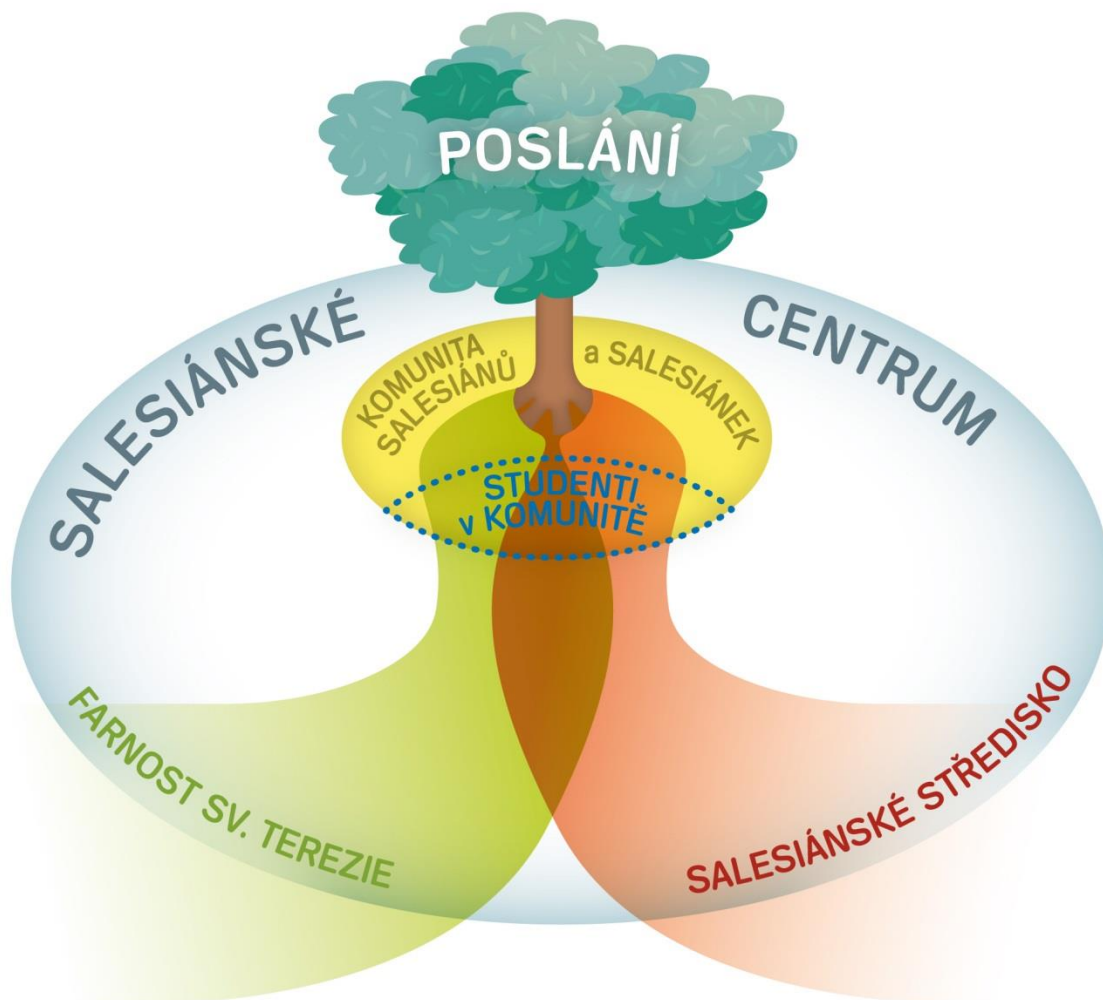 POSLÁNÍ
SALESIÁNSKÉ CENTRUM
KOMUNITA
SALESIÁNŮ
a SALESIÁNEK
STUDENTI
v KOMUNITĚ
FARNOST SV. TEREZIE
SALESIÁNSKÉ STŘEDISKO